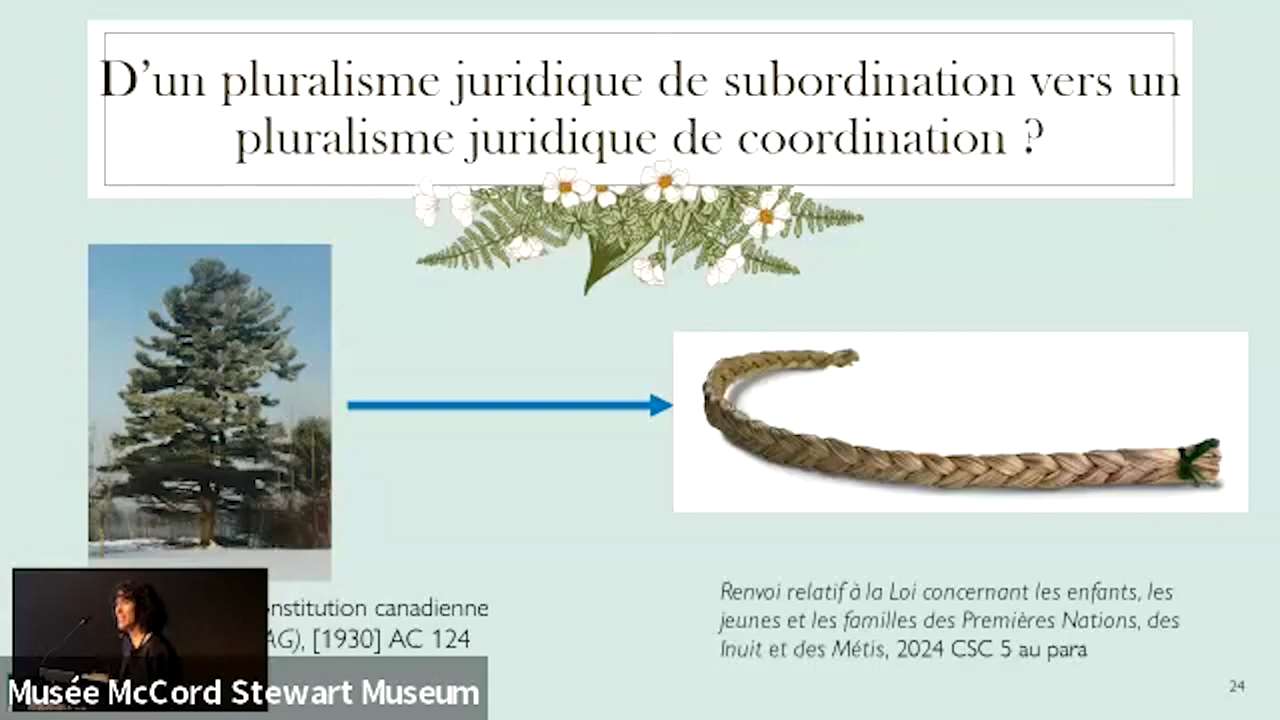 D’un pluralisme juridique de subordination vers un
pluralisme juridique de coordination ?
nstitution canadienne
AG), [1930] AC 124
Renvoi relatif à la Loi concernant les enfants, les
jeunes et les familles des Premières Nations, des
Inuit et des Métis, 2024 CSC 5 au para
Musée McCord Stewart Museum
24